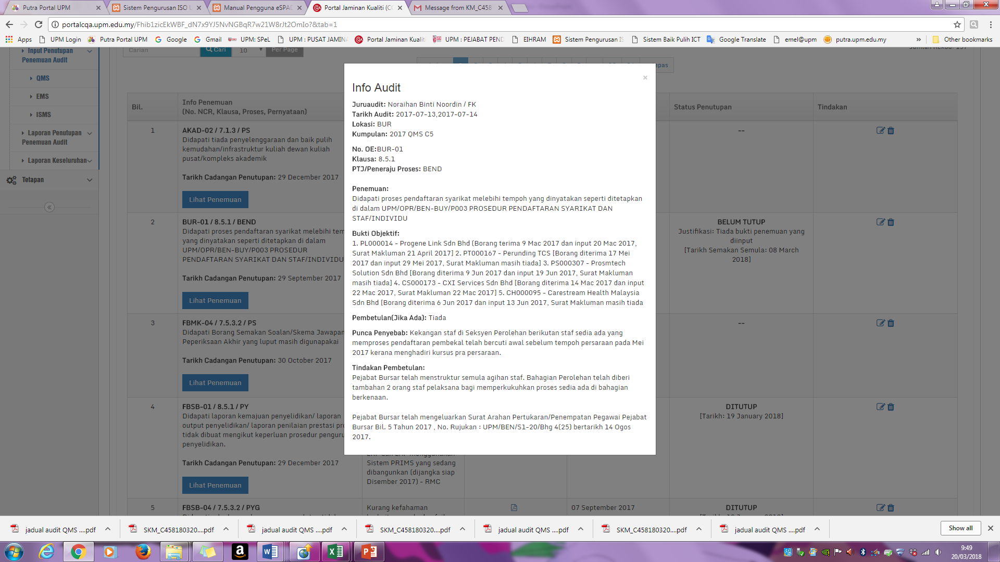 Putra Portal UPM
Sistem Pengurusan ISO U
Manual Pengguna eSPAD
Portal Jaminan Kualiti (CQ
Message from KM_C458
portalcqa.upm.edu.my/Fhib1zicEkWBF_dN7x9YJ5NvNGBqR7w21W8rJt2OmIo?&tab=1
Apps
UPM Login
Putra Portal UPM
Google
Gmail
UPM: SPeL
UPM : PUSAT JAMINA
Portal Jaminan Kualiti
UPM : PEJABAT PEND
EIHRAM
Sistem Pengurusan IS
Sistem Baik Pulih ICT
Google Translate
emel@upm
putra.upm.edu.my
»
Other bookmarks
Input Penutupan
Penemuan Audit
QMS
EMS
ISMS
Laporan Penutupan
Penemuan Audit
Laporan Keseluruhan
Tetapan
Carian
Cari
10
Per Page
Bil.
Info Penemuan
(No. NCR, Klausa, Proses, Pernyataan)
Status Penutupan
Tindakan
1
AKAD-02 / 7.1.3 / PS
Didapati tiada penyelenggaraan dan baik pulih
kemudahan/infrastruktur kuliah dewan kuliah
pusat/kompleks akademik
Tarikh Cadangan Penutupan: 29 December 2017
Lihat Penemuan
--
2
BUR-01 / 8.5.1 / BEND
Didapati proses pendaftaran syarikat melebihi tem
yang dinyatakan seperti ditetapkan di dalam
UPM/OPR/BEN-BUY/P003 PROSEDUR
PENDAFTARAN SYARIKAT DAN STAF/INDIVIDU
Tarikh Cadangan Penutupan: 29 September 2017
Lihat Penemuan
BELUM TUTUP
Justifikasi: Tiada bukti penemuan yang
diinput
[Tarikh Semakan Semula: 08 March
2018]
3
FBMK-04 / 7.5.3.2 / PS
Didapati Borang Semakan Soalan/Skema Jawapan
Peperiksaan Akhir yang luput masih digunapakai
Tarikh Cadangan Penutupan: 30 October 2017
Lihat Penemuan
--
4
FBSB-01 / 8.5.1 / PY
Didapati laporan kemajuan penyelidikan/ laporan
output penyelidikan/ laporan penilaian prestasi pro
tidak dibuat mengikut keperluan prosedur penguru
penyelidikan.
Tarikh Cadangan Penutupan: 29 December 2017
Lihat Penemuan
Sistem PRIMS yang sedang
dibangunkan (dijangka siap
Disember 2017) - RMC
DITUTUP
[Tarikh: 19 January 2018]
5
FBSB-04 / 7.5.3.2 / PYG
Kurang kefahaman
07 September 2017
DITUTUP
×
Info Audit
Juruaudit: Noraihan Binti Noordin / FK
Tarikh Audit: 2017-07-13,2017-07-14
Lokasi: BUR
Kumpulan: 2017 QMS C5
No. OE:BUR-01
Klausa: 8.5.1
PTJ/Peneraju Proses: BEND
Penemuan:
Didapati proses pendaftaran syarikat melebihi tempoh yang dinyatakan seperti ditetapkan
di dalam UPM/OPR/BEN-BUY/P003 PROSEDUR PENDAFTARAN SYARIKAT DAN
STAF/INDIVIDU
Bukti Objektif:
1. PL000014 - Progene Link Sdn Bhd (Borang terima 9 Mac 2017 dan input 20 Mac 2017,
Surat Makluman 21 April 2017] 2. PT000167 - Perunding TCS [Borang diterima 17 Mei
2017 dan input 29 Mei 2017, Surat Makluman masih tiada] 3. PS000307 - Prosmtech
Solution Sdn Bhd [Borang diterima 9 Jun 2017 dan input 19 Jun 2017, Surat Makluman
masih tiada] 4. CS000173 - CXI Services Sdn Bhd [Borang diterima 14 Mac 2017 dan input
22 Mac 2017, Surat Makluman 22 Mac 2017] 5. CH000095 - Carestream Health Malaysia
Sdn Bhd [Borang diterima 6 Jun 2017 dan input 13 Jun 2017, Surat Makluman masih tiada
Pembetulan(Jika Ada): Tiada
Punca Penyebab: Kekangan staf di Seksyen Perolehan berikutan staf sedia ada yang
memproses pendaftaran pembekal telah bercuti awal sebelum tempoh persaraan pada Mei
2017 kerana menghadiri kursus pra persaraan.
Tindakan Pembetulan:
Pejabat Bursar telah menstruktur semula agihan staf. Bahagian Perolehan telah diberi
tambahan 2 orang staf pelaksana bagi memperkukuhkan proses sedia ada di bahagian
berkenaan.
Pejabat Bursar telah mengeluarkan Surat Arahan Pertukaran/Penempatan Pegawai Pejabat
Bursar Bil. 5 Tahun 2017 , No. Rujukan : UPM/BEN/S1-20/Bhg 4(25) bertarikh 14 Ogos
2017.
jadual audit QMS ....pdf
SKM_C458180320....pdf
jadual audit QMS ....pdf
SKM_C458180320....pdf
jadual audit QMS ....pdf
SKM_C458180320....pdf
jadual audit QMS ....pdf
Show all
9:49
20/03/2018